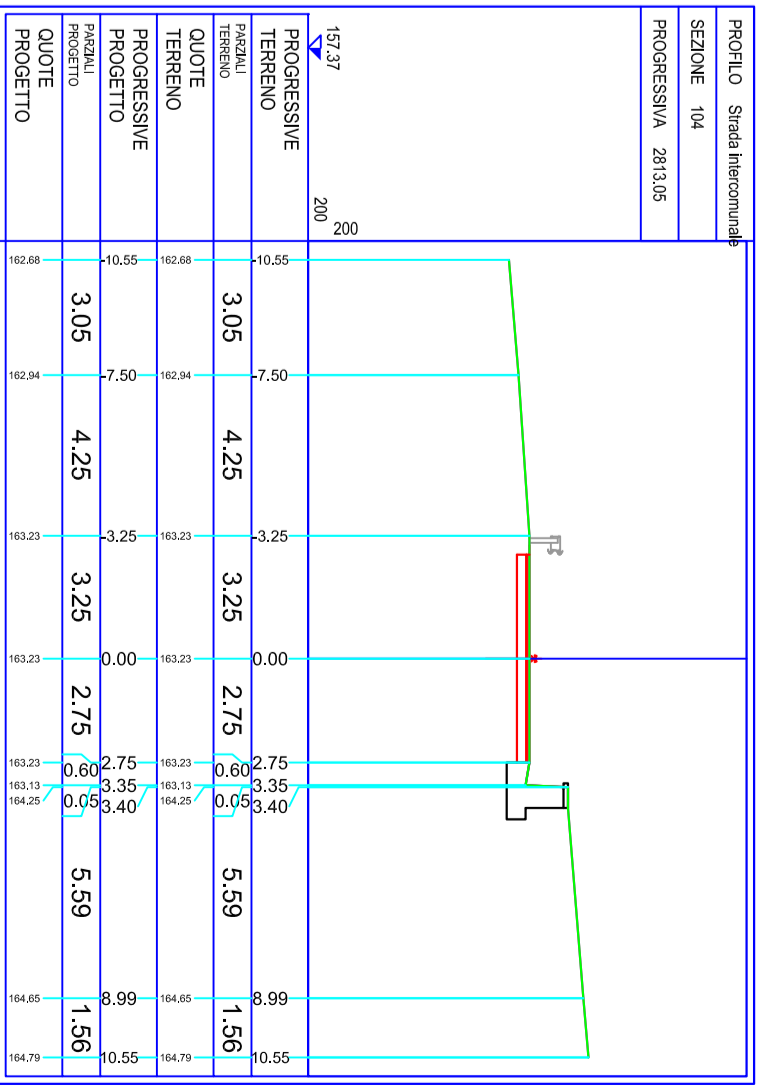 PROFILO Strada intercomunale
SEZIONE 104
PROGRESSIVA 2813.05
157.37
200
200
PROGRESSIVE TERRENO
-10.55 -7.50 -3.25 0.00 2.75 3.35 3.40 8.99 10.55
PARZIALI TERRENO
3.05 4.25 3.25 2.75 0.60 0.05 5.59 1.56
QUOTE TERRENO
162.68 162.94 163.23 163.23 163.23 163.13 164.25 164.65 164.79
PROGRESSIVE PROGETTO
-10.55 -7.50 -3.25 0.00 2.75 3.35 3.40 8.99 10.55
PARZIALI PROGETTO
3.05 4.25 3.25 2.75 0.60 0.05 5.59 1.56
QUOTE PROGETTO
162.68 162.94 163.23 163.23 163.23 163.13 164.25 164.65 164.79